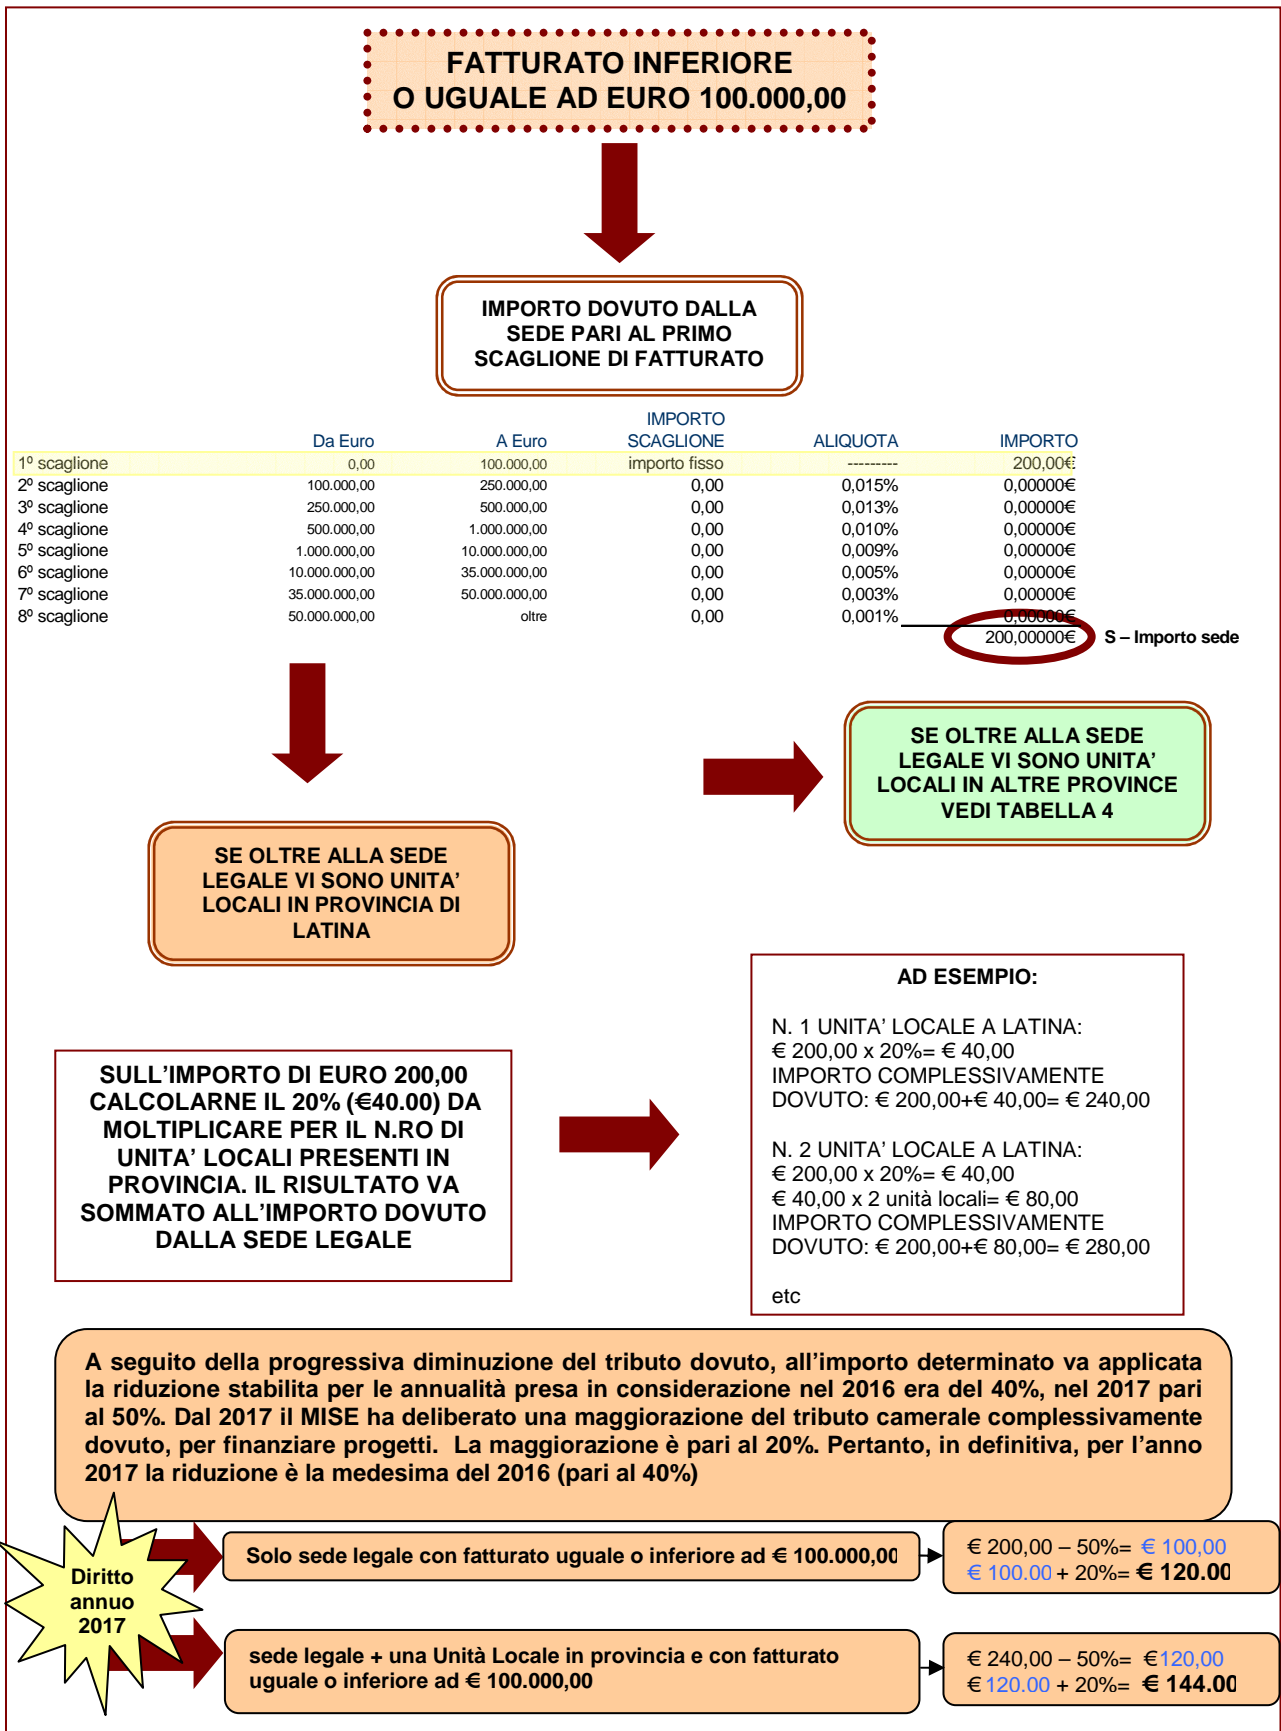 FATTURATO INFERIORE
O UGUALE AD EURO 100.000,00
IMPORTO DOVUTO DALLA
SEDE PARI AL PRIMO
SCAGLIONE DI FATTURATO
Da Euro A Euro IMPORTO SCAGLIONE ALIQUOTA IMPORTO
1º scaglione 0,00 100.000,00 importo fisso --------- 200,00€
2º scaglione 100.000,00 250.000,00 0,00 0,015% 0,00000€
3º scaglione 250.000,00 500.000,00 0,00 0,013% 0,00000€
4º scaglione 500.000,00 1.000.000,00 0,00 0,010% 0,00000€
5º scaglione 1.000.000,00 10.000.000,00 0,00 0,009% 0,00000€
6º scaglione 10.000.000,00 35.000.000,00 0,00 0,005% 0,00000€
7º scaglione 35.000.000,00 50.000.000,00 0,00 0,003% 0,00000€
8º scaglione 50.000.000,00 oltre 0,00 0,001% 0,00000€
200,00000€ S – Importo sede
SE OLTRE ALLA SEDE
LEGALE VI SONO UNITA’
LOCALI IN ALTRE PROVINCE
VEDI TABELLA 4
SE OLTRE ALLA SEDE
LEGALE VI SONO UNITA’
LOCALI IN PROVINCIA DI
LATINA
SULL’IMPORTO DI EURO 200,00
CALCOLARNE IL 20% (€40.00) DA
MOLTIPLICARE PER IL N.RO DI
UNITA’ LOCALI PRESENTI IN
PROVINCIA. IL RISULTATO VA
SOMMATO ALL’IMPORTO DOVUTO
DALLA SEDE LEGALE
AD ESEMPIO:
N. 1 UNITA’ LOCALE A LATINA:
€ 200,00 x 20%= € 40,00
IMPORTO COMPLESSIVAMENTE
DOVUTO: € 200,00+€ 40,00= € 240,00
N. 2 UNITA’ LOCALE A LATINA:
€ 200,00 x 20%= € 40,00
€ 40,00 x 2 unità locali= € 80,00
IMPORTO COMPLESSIVAMENTE
DOVUTO: € 200,00+€ 80,00= € 280,00
etc
A seguito della progressiva diminuzione del tributo dovuto, all’importo determinato va applicata
la riduzione stabilita per le annualità presa in considerazione nel 2016 era del 40%, nel 2017 pari
al 50%. Dal 2017 il MISE ha deliberato una maggiorazione del tributo camerale complessivamente
dovuto, per finanziare progetti. La maggiorazione è pari al 20%. Pertanto, in definitiva, per l’anno
2017 la riduzione è la medesima del 2016 (pari al 40%)
Diritto
annuo
2017
Solo sede legale con fatturato uguale o inferiore ad € 100.000,00
€ 200,00 – 50%= € 100,00
€ 100.00 + 20%= € 120.00
sede legale + una Unità Locale in provincia e con fatturato
uguale o inferiore ad € 100.000,00
€ 240,00 – 50%= €120,00
€ 120.00 + 20%= € 144.00